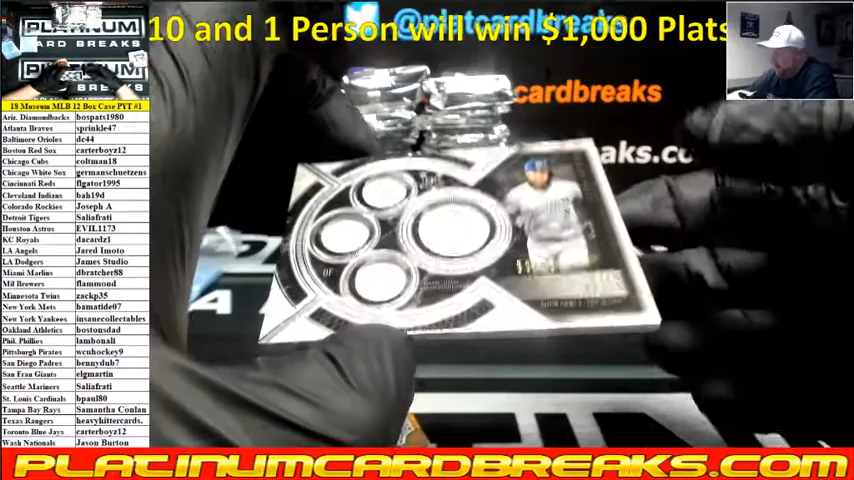 10 and 1 Person will win $1,000 Plats
@platcardbreaks
cardbreaks
aks.co
PLATINUM
CARD BREAKS
PLATINUM
18 Museum MLB 12 Box Case PYT #1
Ariz. Diamondbacks bospats1980
Atlanta Braves sprinkle47
Baltimore Orioles dc44
Boston Red Sox carterboyz12
Chicago Cubs coltman18
Chicago White Sox germanschuetzens
Cincinnati Reds flgator1995
Cleveland Indians bah19d
Colorado Rockies Joseph A
Detroit Tigers Saliafrati
Houston Astros EVIL1173
KC Royals dacardz1
LA Angels Jared Imoto
LA Dodgers James Studio
Miami Marlins dbratcher88
Mil Brewers flammond
Minnesota Twins zackp35
New York Mets bamatide07
New York Yankees insanecollectables
Oakland Athletics bostonsdad
Phil. Phillies lambonali
Pittsburgh Pirates wcuhockey9
San Diego Padres bennydub7
San Fran Giants elgmartin
Seattle Mariners Saliafrati
St. Louis Cardinals bpaul80
Tampa Bay Rays Samantha Conlan
Texas Rangers heavyhittercards.
Toronto Blue Jays carterboyz12
Wash Nationals Jason Burton
OF
PLATINUMCARDBREAKS.COM